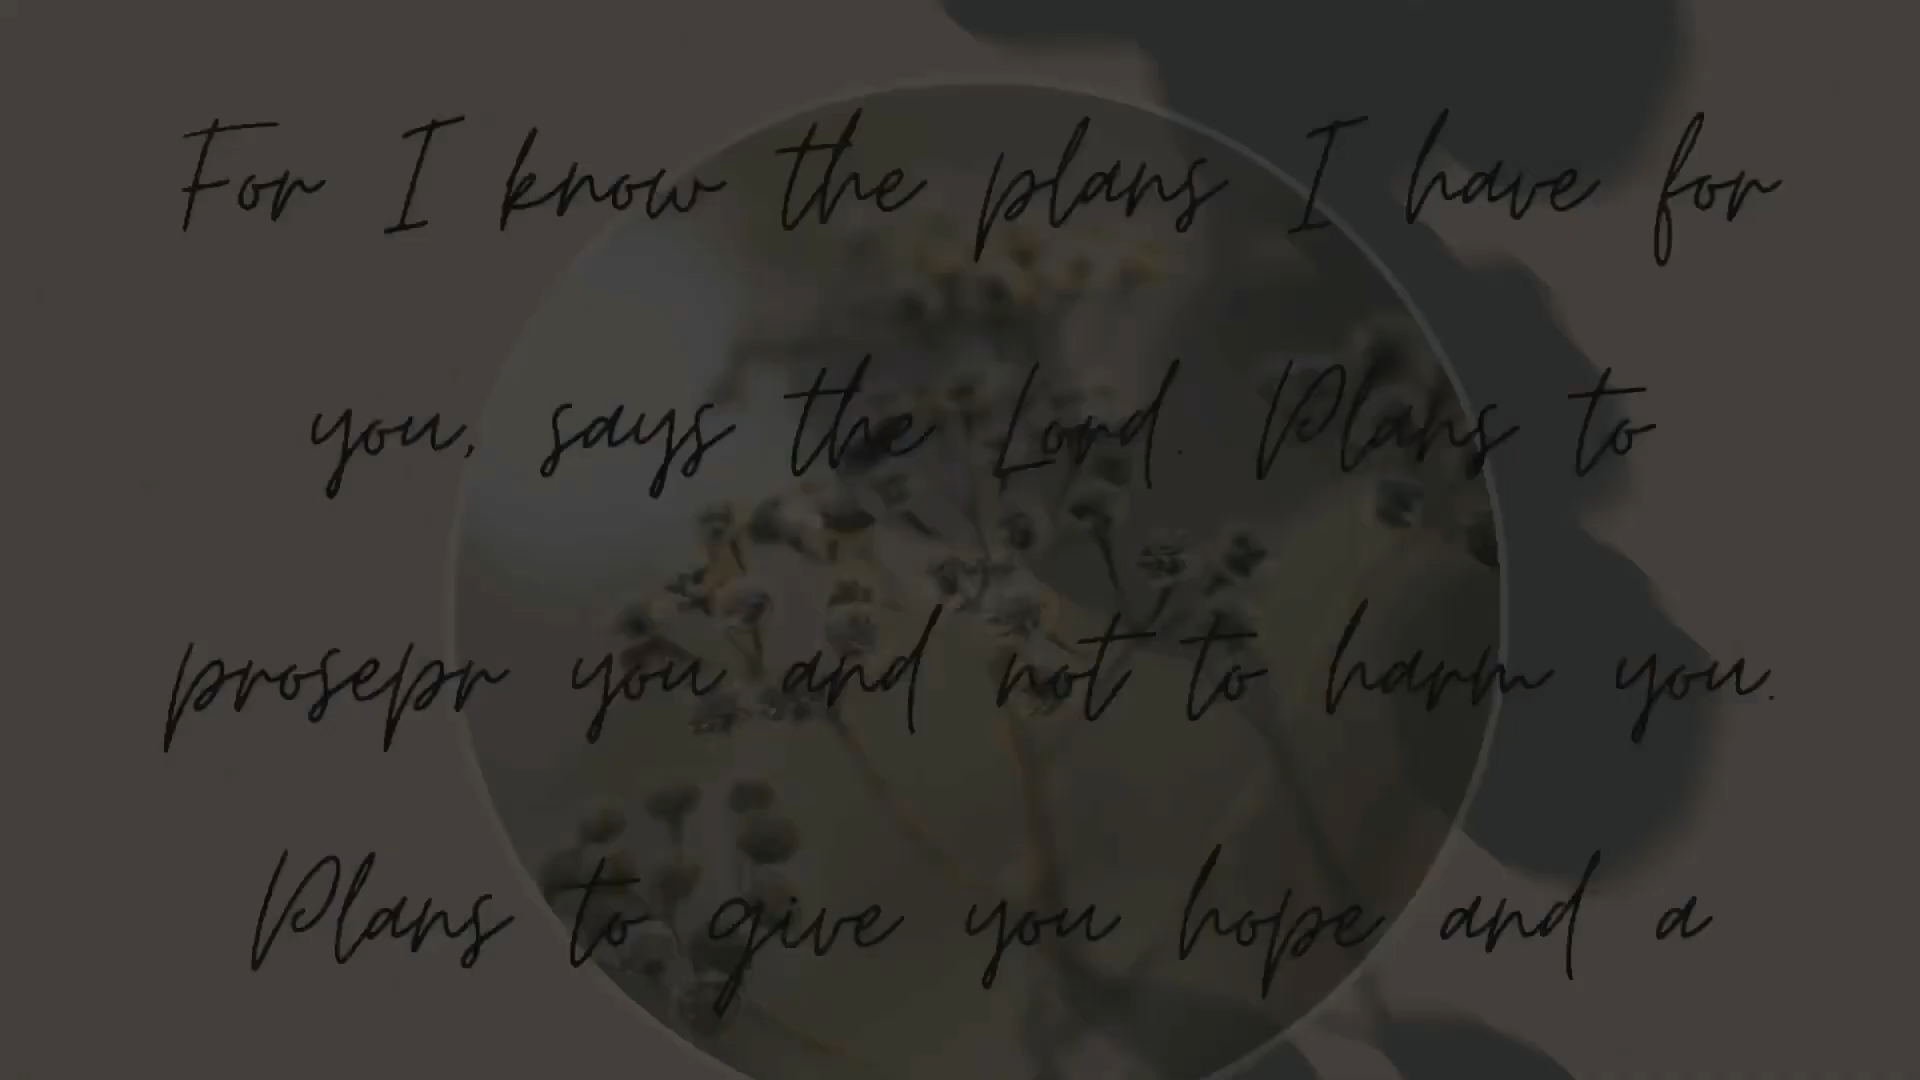 For I know the plans I have for
you, says the Lord. Plans to
prosepr you and not to harm you.
Plans to give you hope and a